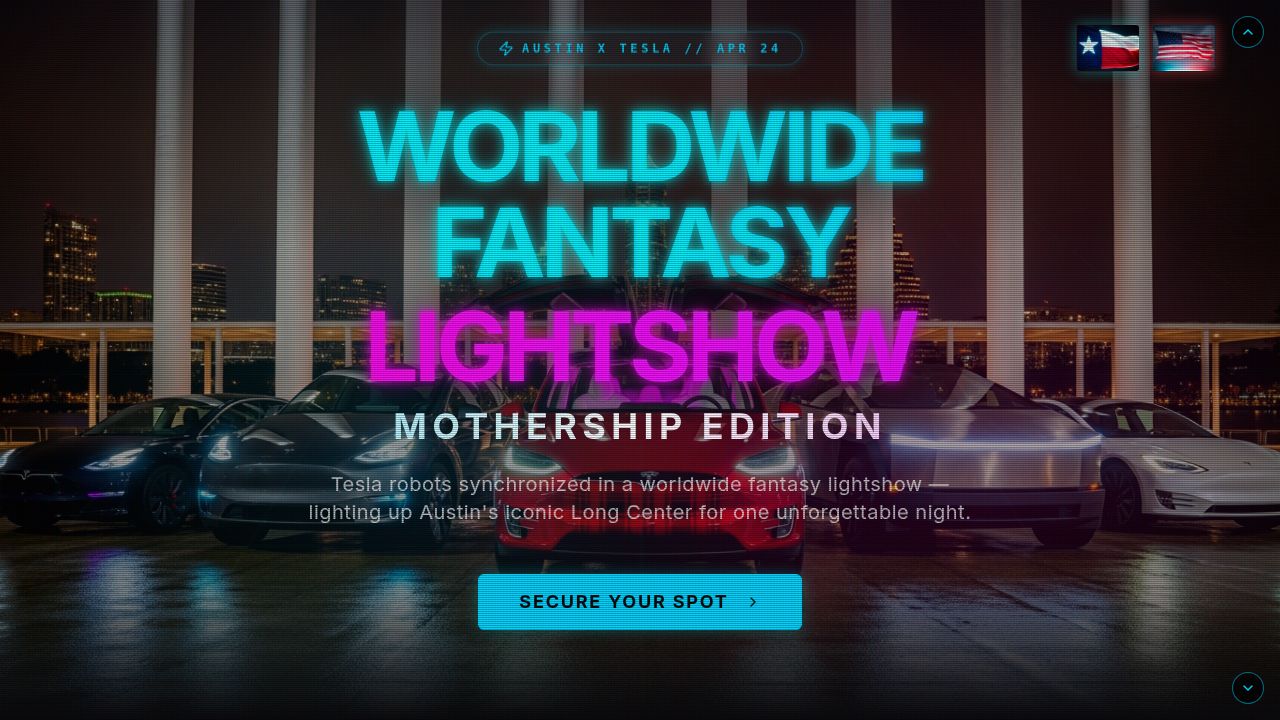 AUSTIN X TESLA // APR 24
WORLDWIDE
FANTASY
LIGHTSHOW
MOTHERSHIP EDITION
Tesla robots synchronized in a worldwide fantasy lightshow —
lighting up Austin's iconic Long Center for one unforgettable night.
SECURE YOUR SPOT